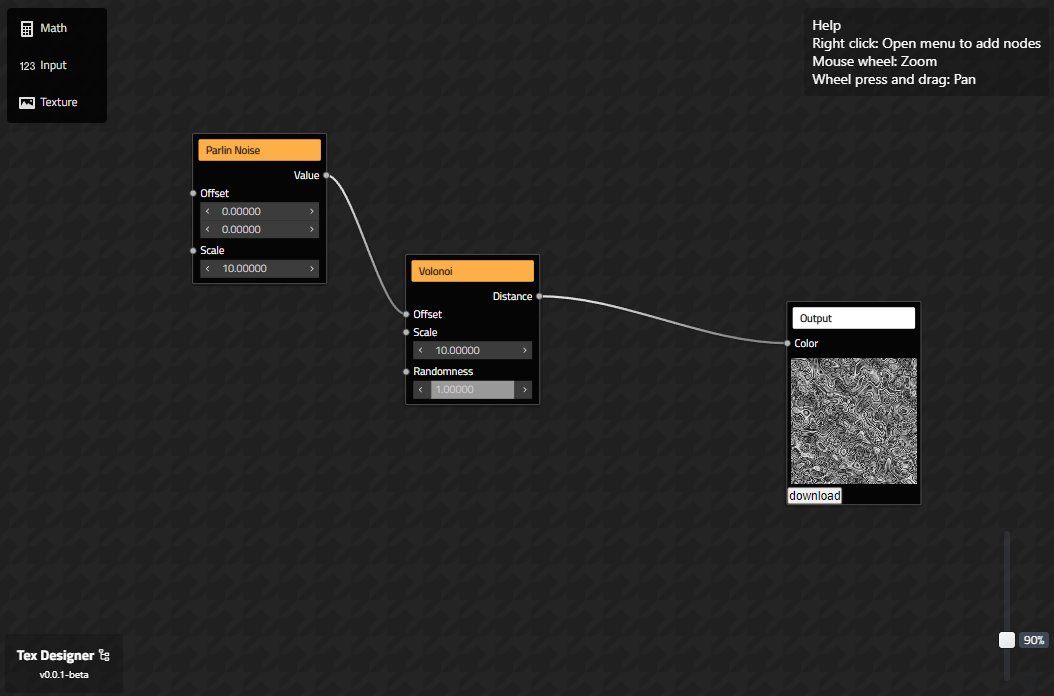 Math
123 Input
Texture
Help
Right click: Open menu to add nodes
Mouse wheel: Zoom
Wheel press and drag: Pan
Parlin Noise
Value
Offset
0.00000
0.00000
Scale
10.00000
Volonoi
Distance
Offset
Scale
10.00000
Randomness
1.00000
Output
Color
download
90%
Tex Designer
v0.0.1-beta